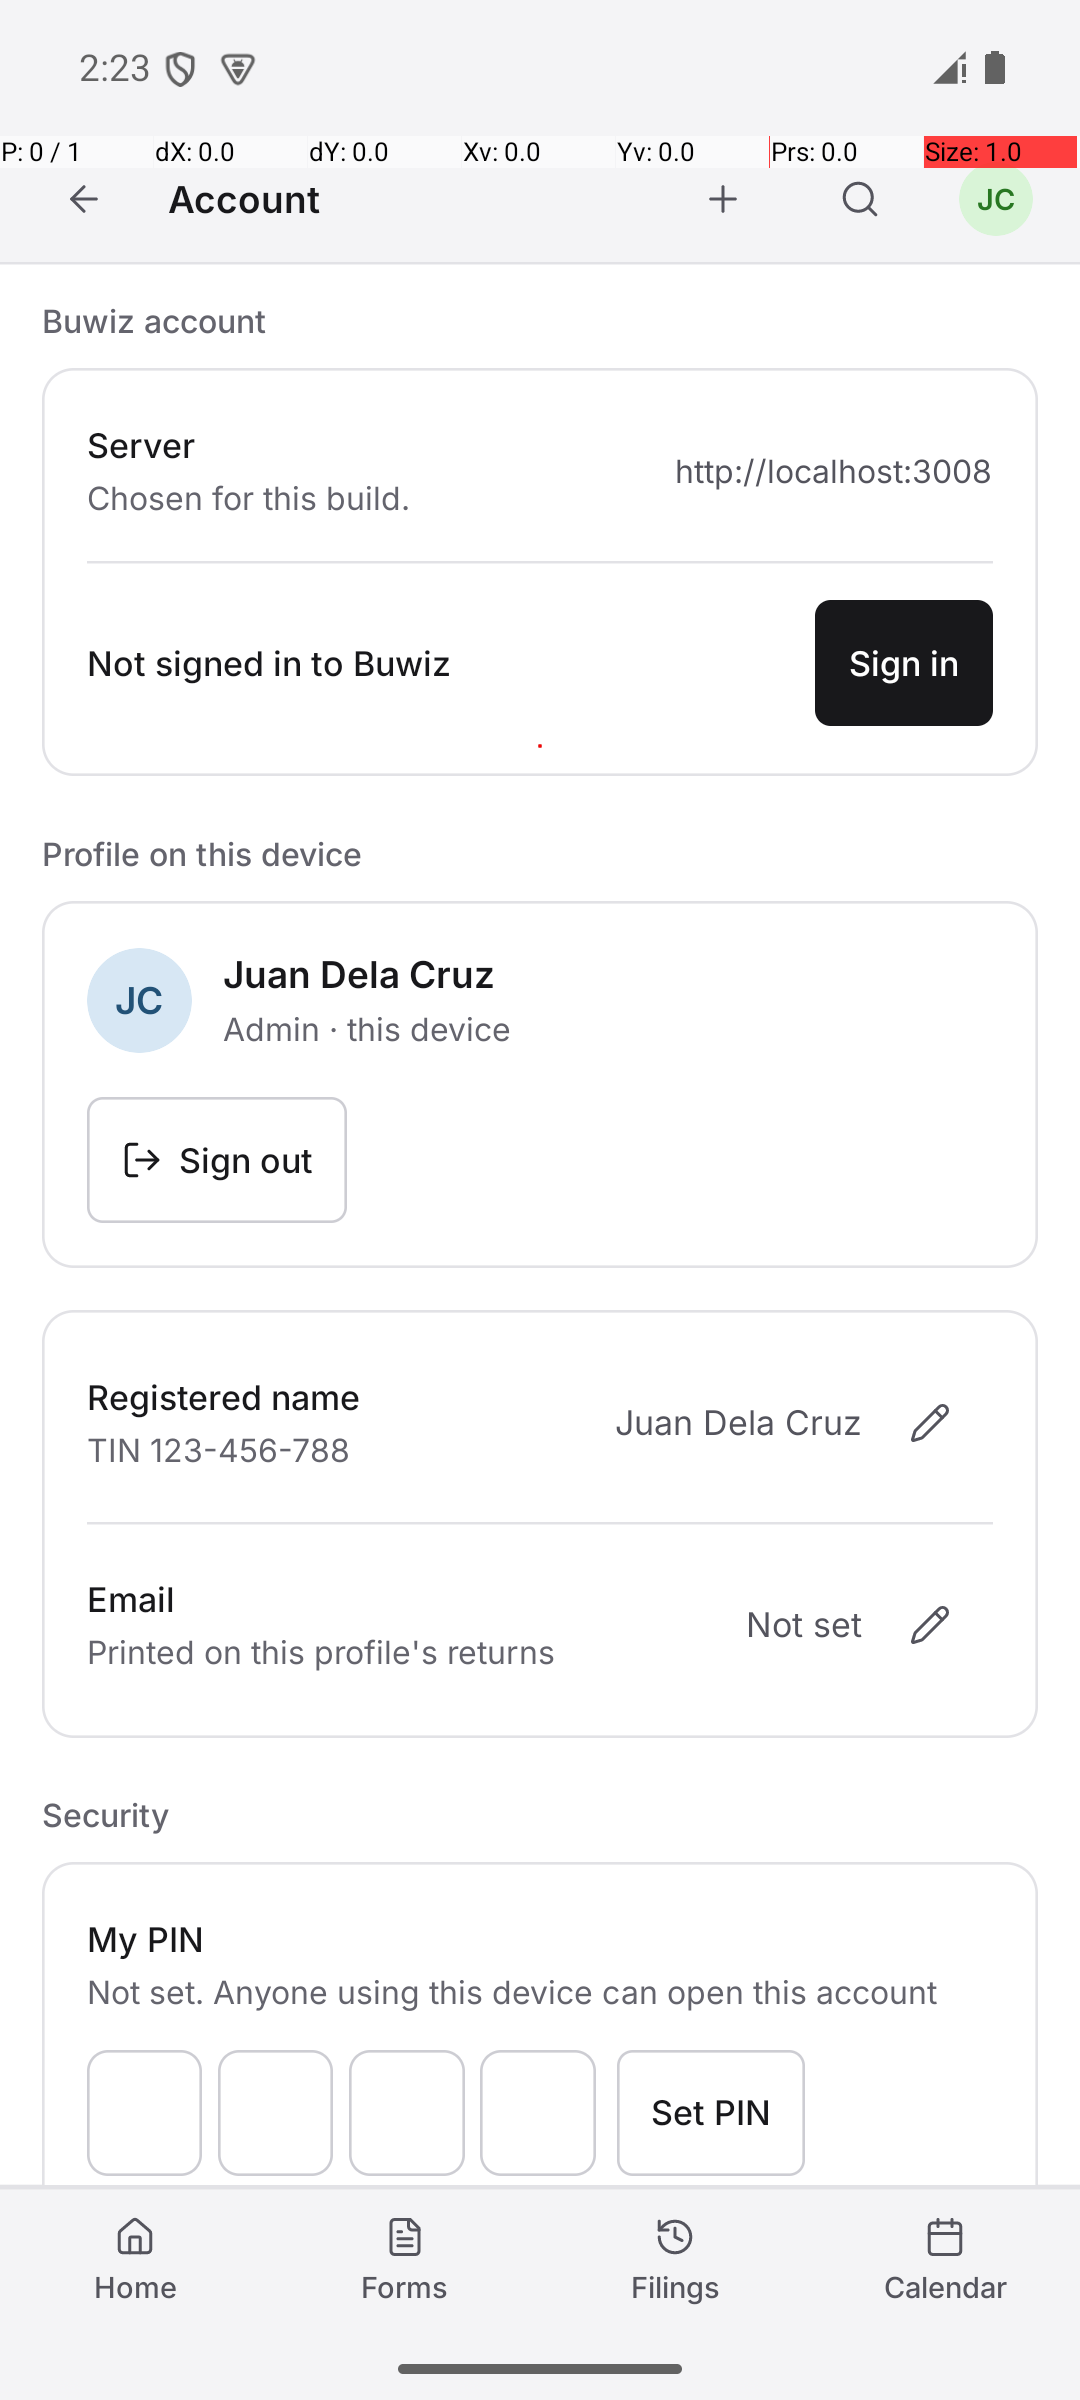 2:23
P: 0 / 1 dX: 0.0 dY: 0.0 Xv: 0.0 Yv: 0.0 Prs: 0.0 Size: 1.0
Account
JC
Buwiz account
Server
Chosen for this build.
http://localhost:3008
Not signed in to Buwiz
Sign in
Profile on this device
JC
Juan Dela Cruz
Admin · this device
Sign out
Registered name
TIN 123-456-788
Juan Dela Cruz
Email
Printed on this profile's returns
Not set
Security
My PIN
Not set. Anyone using this device can open this account
Set PIN
Home
Forms
Filings
Calendar